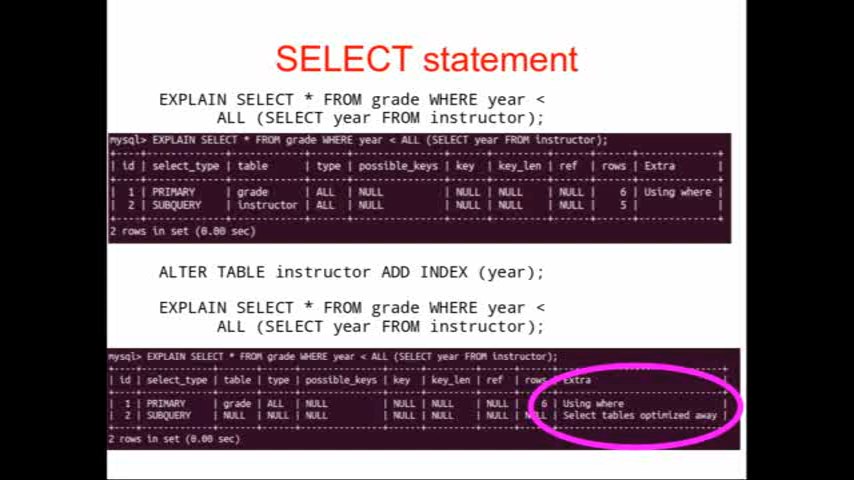 SELECT statement
EXPLAIN SELECT * FROM grade WHERE year <
ALL (SELECT year FROM instructor);
mysql> EXPLAIN SELECT * FROM grade WHERE year < ALL (SELECT year FROM instructor);
| id | select_type | table | type | possible_keys | key | key_len | ref | rows | Extra |
| 1 | PRIMARY | grade | ALL | NULL | NULL | NULL | NULL | 6 | Using where |
| 2 | SUBQUERY | instructor | ALL | NULL | NULL | NULL | NULL | 5 | |
2 rows in set (0.00 sec)
ALTER TABLE instructor ADD INDEX (year);
EXPLAIN SELECT * FROM grade WHERE year <
ALL (SELECT year FROM instructor);
mysql> EXPLAIN SELECT * FROM grade WHERE year < ALL (SELECT year FROM instructor);
| id | select_type | table | type | possible_keys | key | key_len | ref | rows | Extra |
| 1 | PRIMARY | grade | ALL | NULL | NULL | NULL | NULL | 6 | Using where |
| 2 | SUBQUERY | NULL | NULL | NULL | NULL | NULL | NULL | NULL | Select tables optimized away |
2 rows in set (0.00 sec)